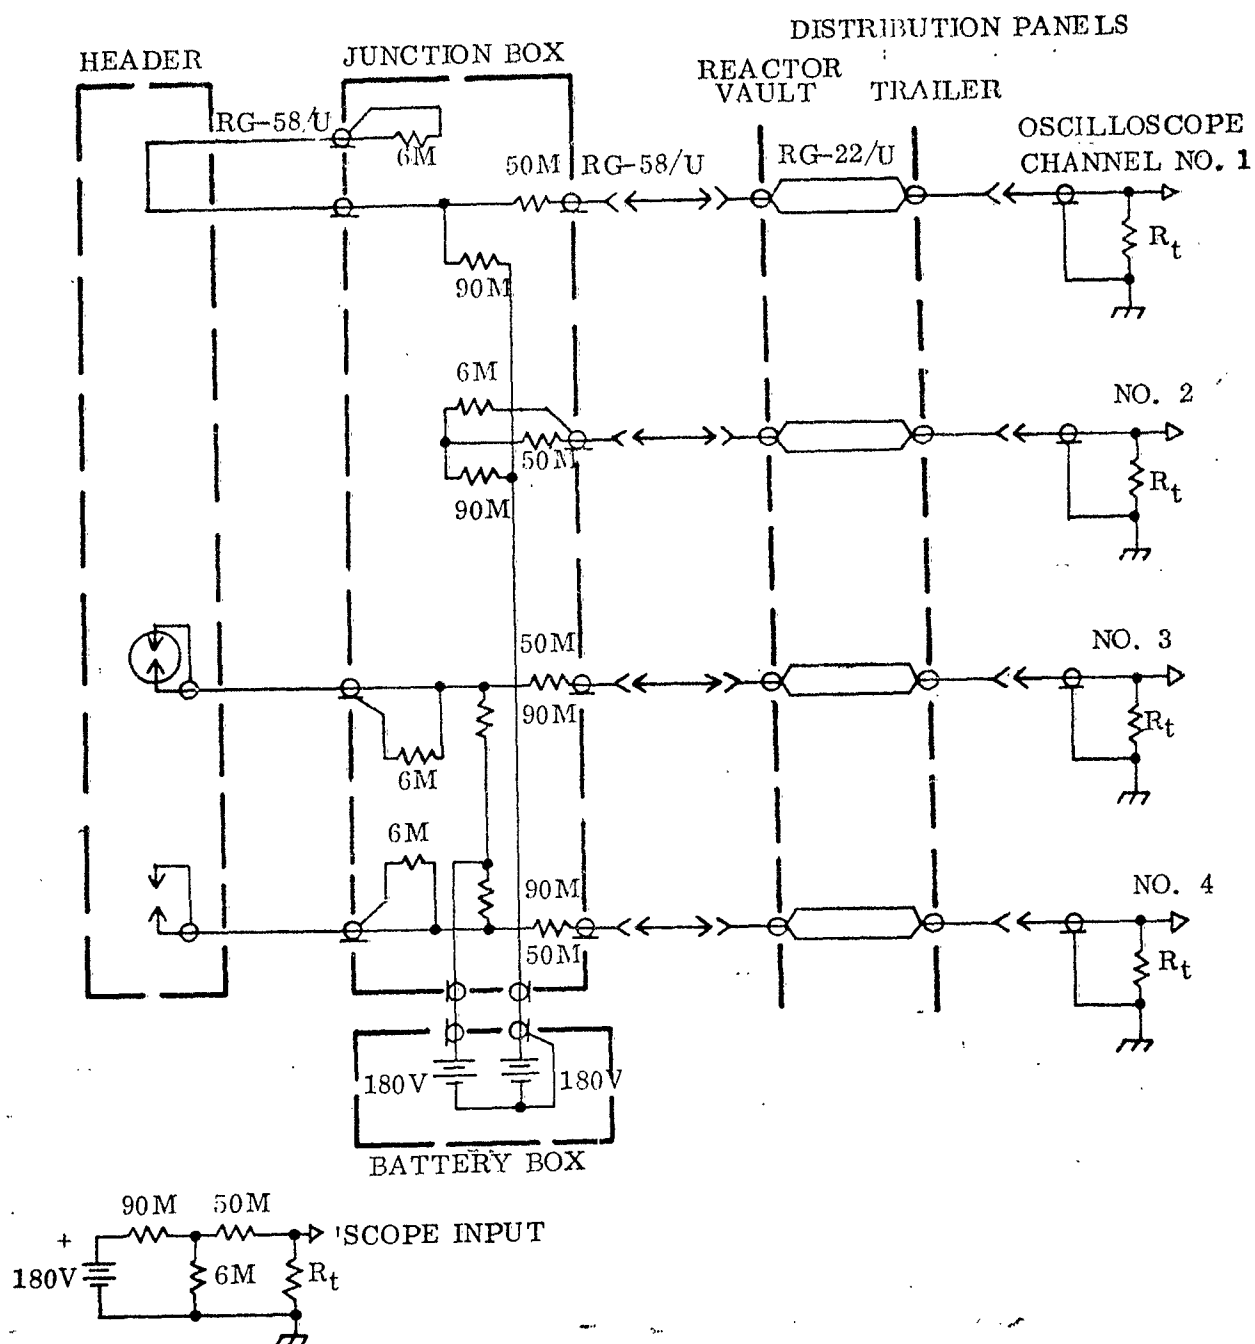 DISTRIBUTION PANELS
HEADER
JUNCTION BOX
REACTOR
VAULT
TRAILER
OSCILLOSCOPE
CHANNEL NO. 1
RG-58/U
6M
50M
RG-58/U
RG-22/U
Rt
90M
6M
50M
90M
NO. 2
Rt
50M
90M
6M
NO. 3
Rt
6M
90M
50M
NO. 4
Rt
180V
180V
BATTERY BOX
90M
50M
+
'SCOPE INPUT
180V
6M
Rt